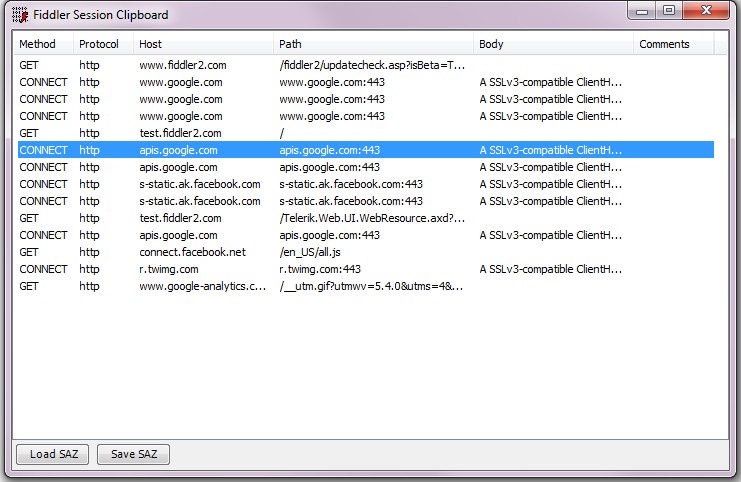 Fiddler Session Clipboard
Method Protocol Host Path Body Comments
GET http www.fiddler2.com /fiddler2/updatecheck.asp?isBeta=T...
CONNECT http www.google.com www.google.com:443 A SSLv3-compatible ClientH...
CONNECT http www.google.com www.google.com:443 A SSLv3-compatible ClientH...
CONNECT http www.google.com www.google.com:443 A SSLv3-compatible ClientH...
GET http test.fiddler2.com /
CONNECT http apis.google.com apis.google.com:443 A SSLv3-compatible ClientH...
CONNECT http apis.google.com apis.google.com:443 A SSLv3-compatible ClientH...
CONNECT http s-static.ak.facebook.com s-static.ak.facebook.com:443 A SSLv3-compatible ClientH...
CONNECT http s-static.ak.facebook.com s-static.ak.facebook.com:443 A SSLv3-compatible ClientH...
GET http test.fiddler2.com /Telerik.Web.UI.WebResource.axd?...
CONNECT http apis.google.com apis.google.com:443 A SSLv3-compatible ClientH...
GET http connect.facebook.net /en_US/all.js
CONNECT http r.twimg.com r.twimg.com:443 A SSLv3-compatible ClientH...
GET http www.google-analytics.c... /__utm.gif?utmwv=5.4.0&utms=4&...
Load SAZ Save SAZ